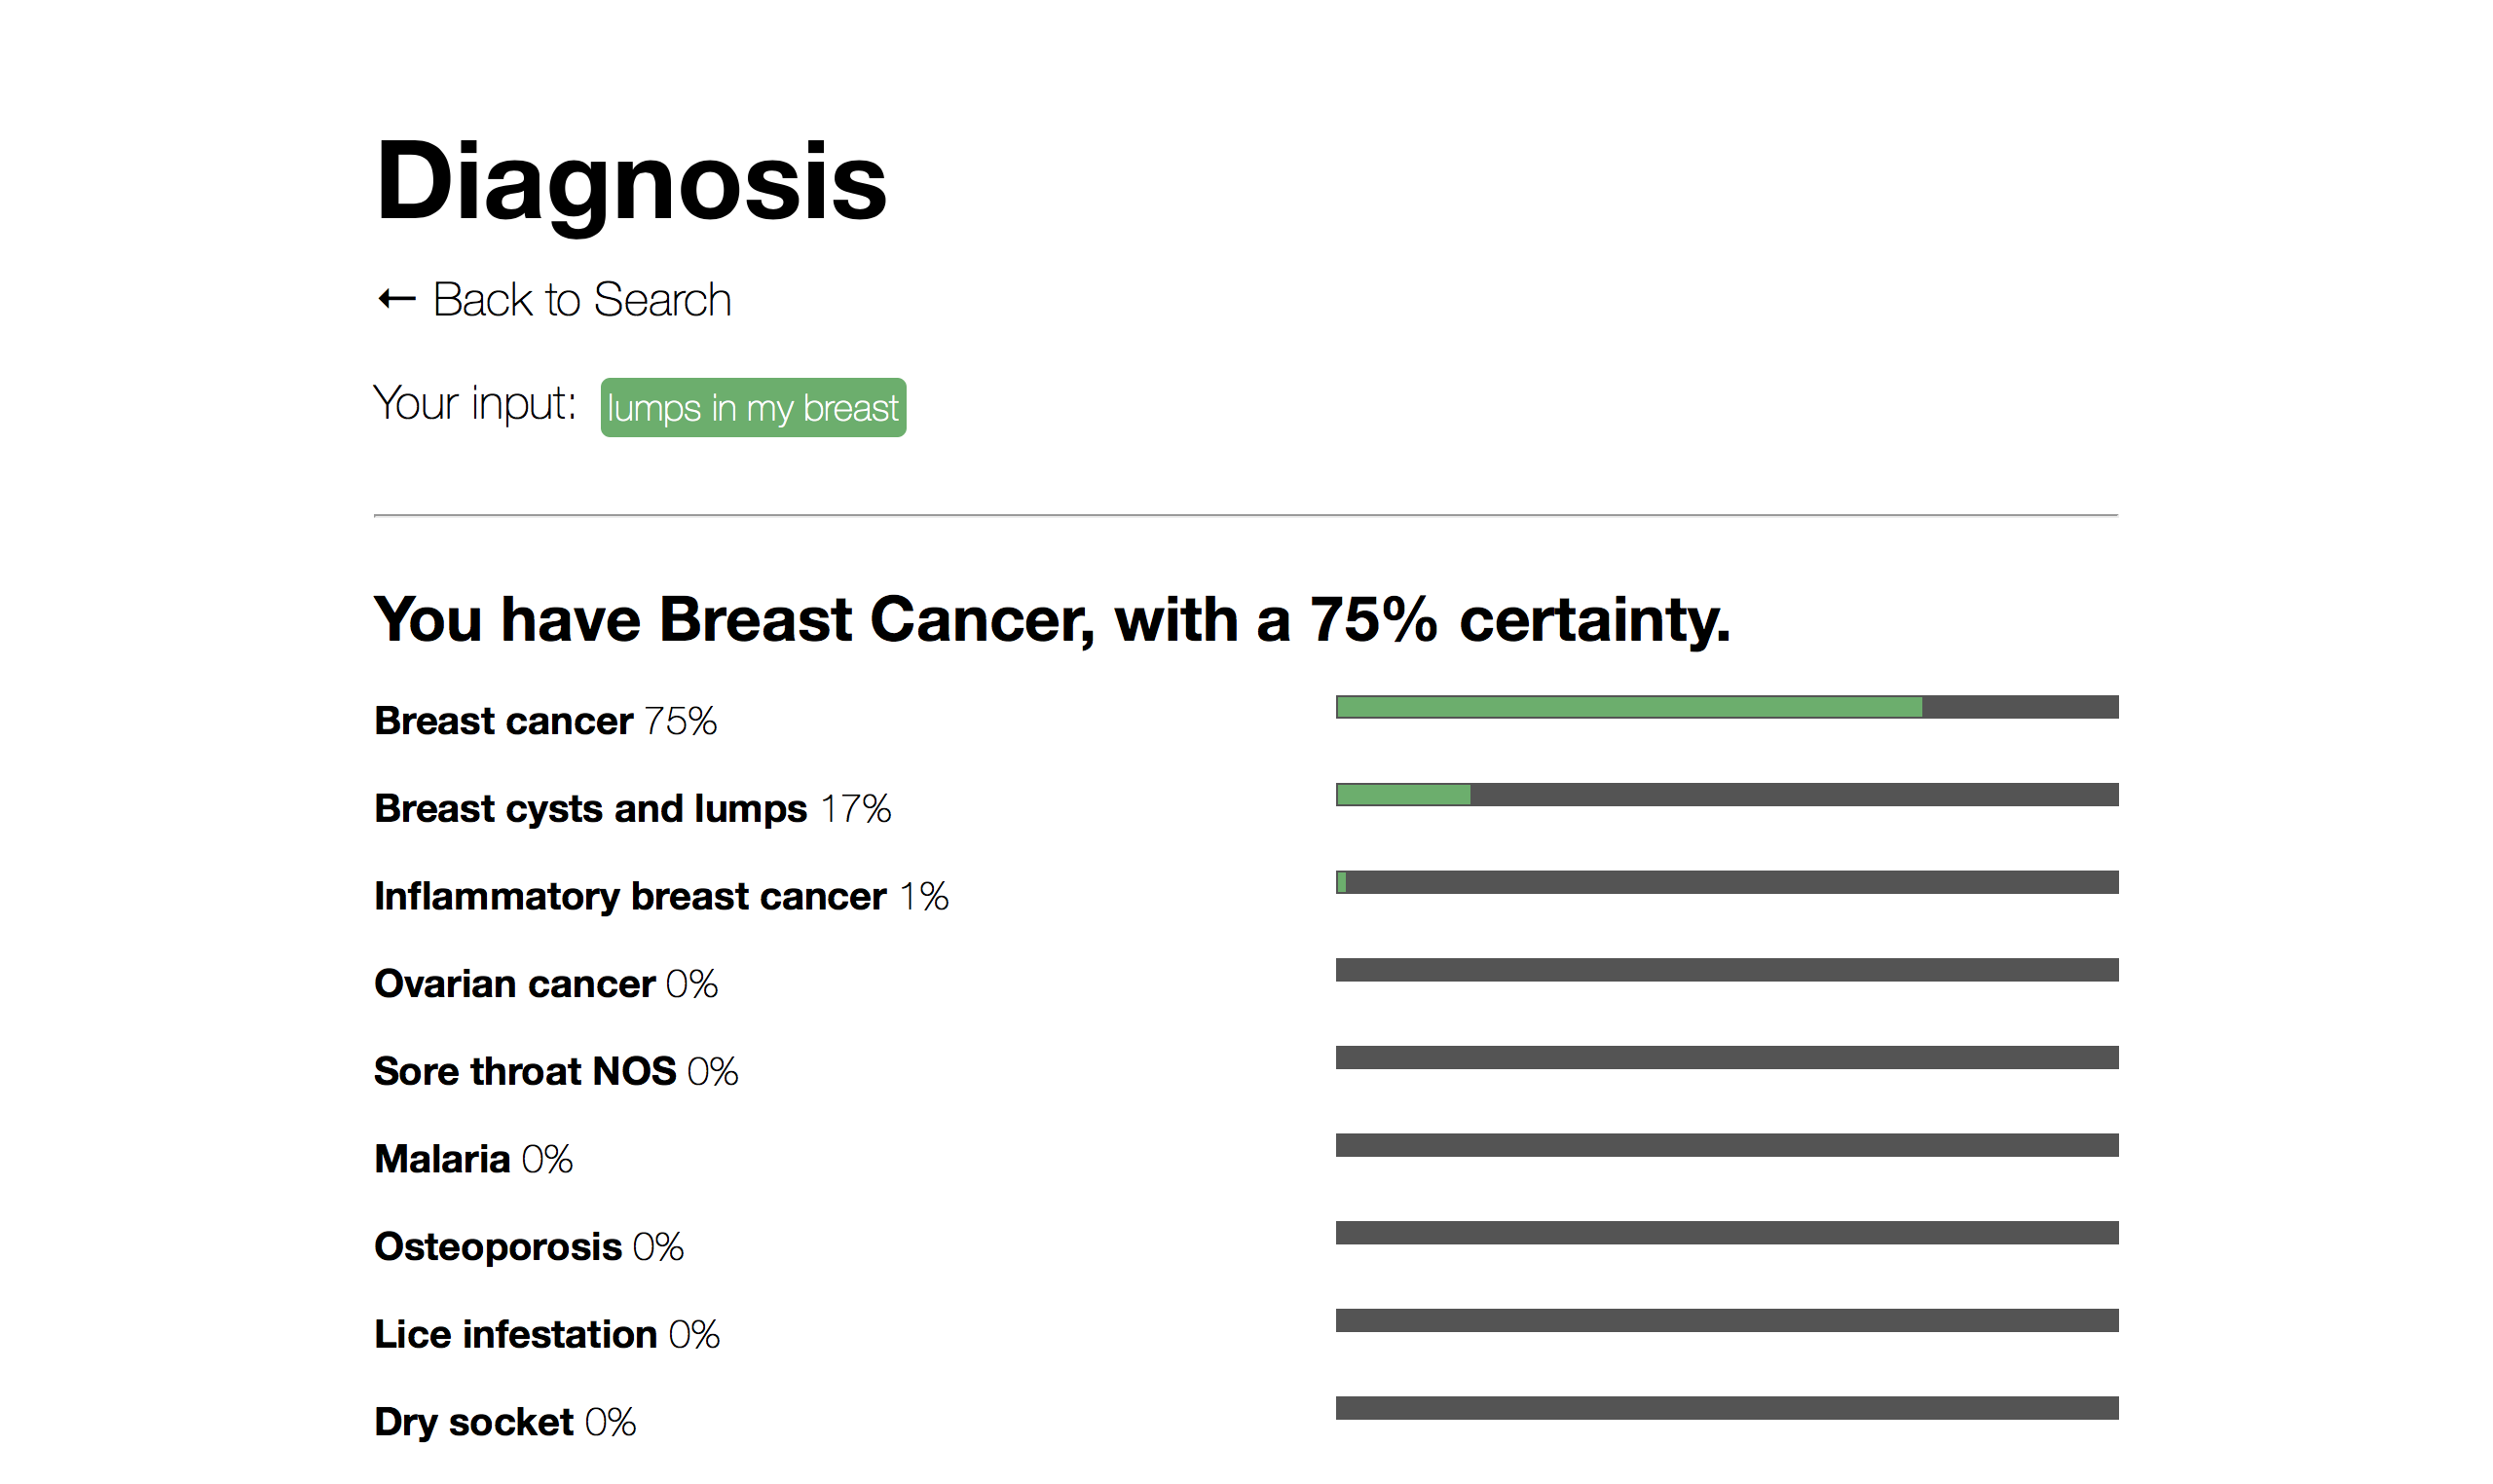 Diagnosis
← Back to Search
Your input: lumps in my breast
You have Breast Cancer, with a 75% certainty.
Breast cancer 75%
Breast cysts and lumps 17%
Inflammatory breast cancer 1%
Ovarian cancer 0%
Sore throat NOS 0%
Malaria 0%
Osteoporosis 0%
Lice infestation 0%
Dry socket 0%